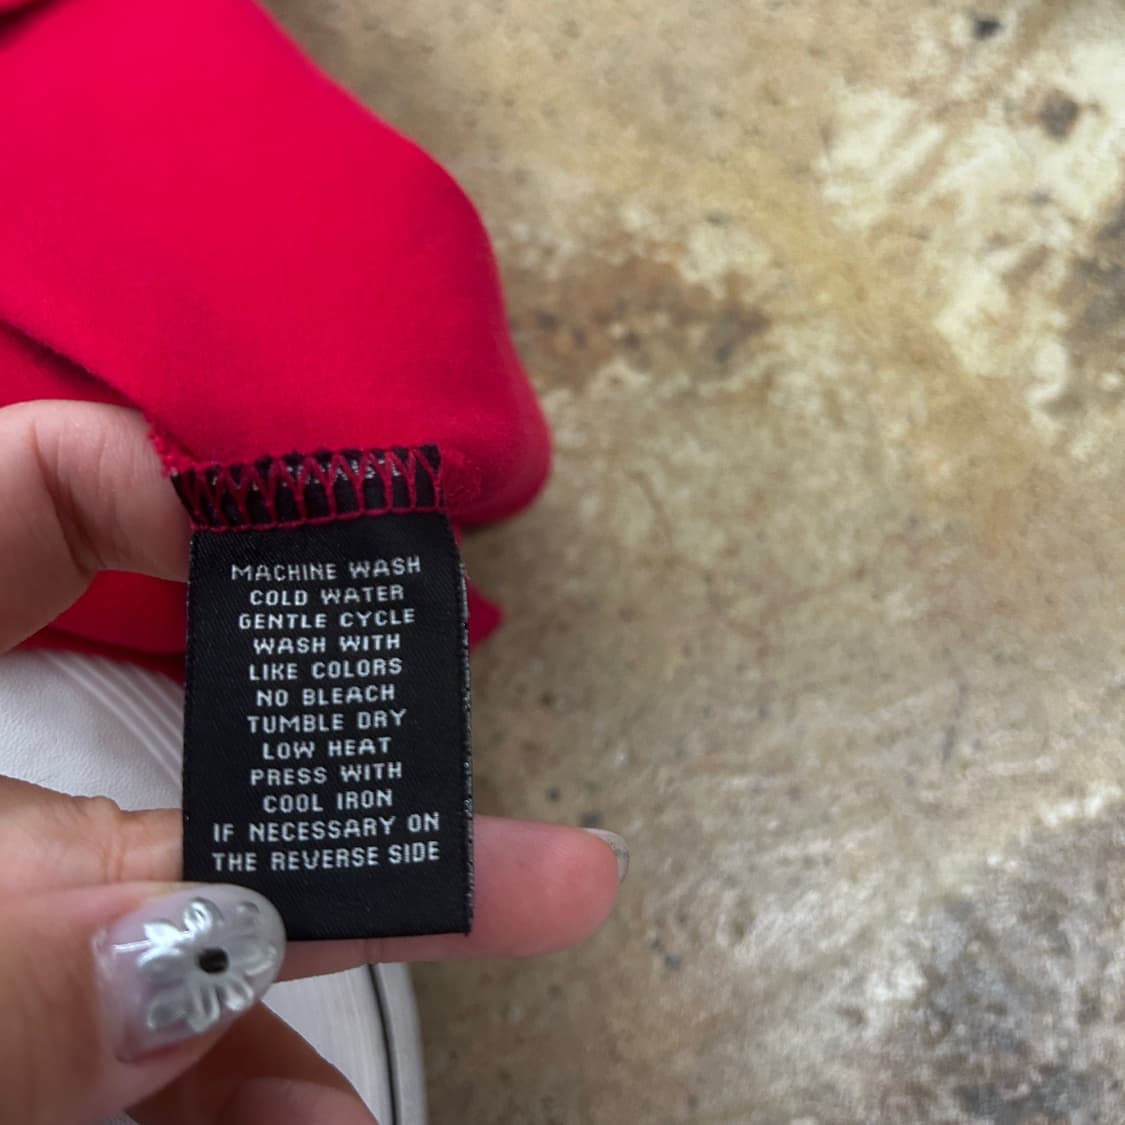 MACHINE WASH
COLD WATER
GENTLE CYCLE
WASH WITH
LIKE COLORS
NO BLEACH
TUMBLE DRY
LOW HEAT
PRESS WITH
COOL IRON
IF NECESSARY ON
THE REVERSE SIDE